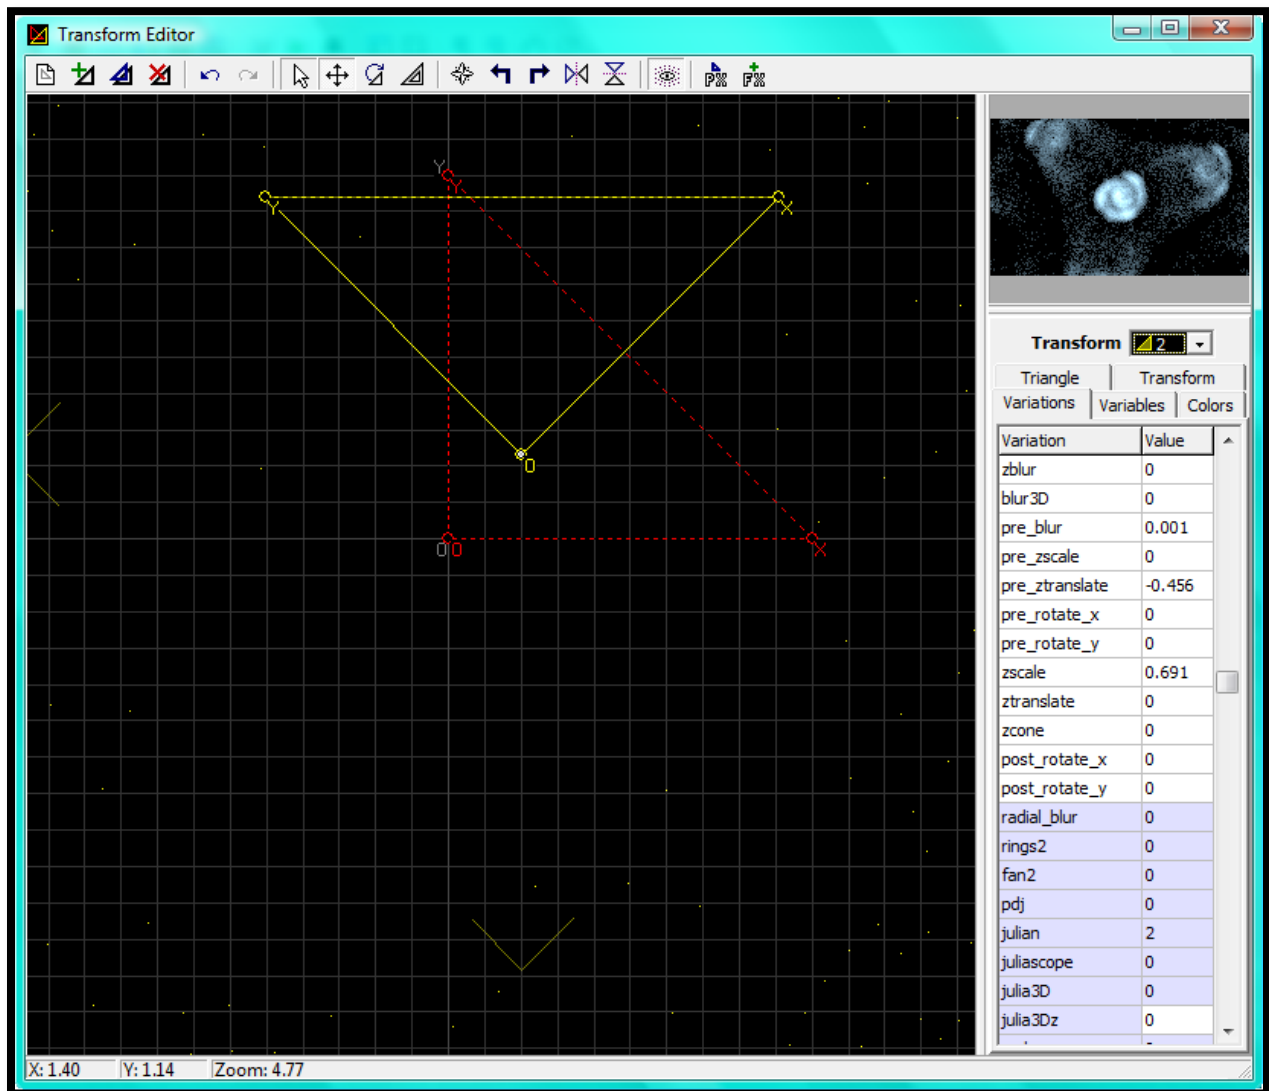 Transform Editor
Y
Y
Y
X
O
O O
X
Transform 2
Triangle Transform
Variations Variables Colors
Variation Value
zblur 0
blur3D 0
pre_blur 0.001
pre_zscale 0
pre_ztranslate -0.456
pre_rotate_x 0
pre_rotate_y 0
zscale 0.691
ztranslate 0
zcone 0
post_rotate_x 0
post_rotate_y 0
radial_blur 0
rings2 0
fan2 0
pdj 0
julian 2
juliascope 0
julia3D 0
julia3Dz 0
X: 1.40 Y: 1.14 Zoom: 4.77